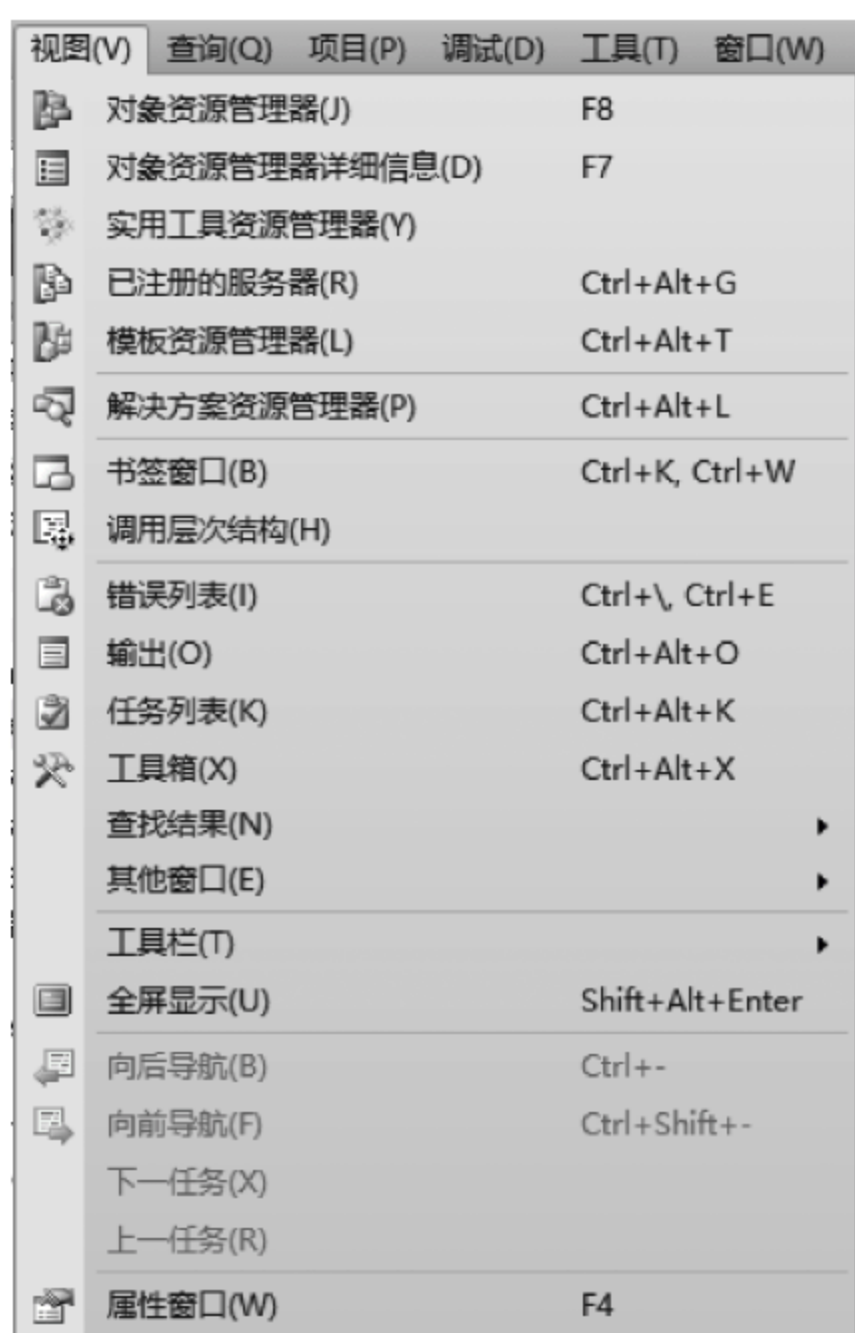 视图(V) 查询(Q) 项目(P) 调试(D) 工具(T) 窗口(W)
对象资源管理器(J) F8
对象资源管理器详细信息(D) F7
实用工具资源管理器(Y)
已注册的服务器(R) Ctrl+Alt+G
模板资源管理器(L) Ctrl+Alt+T
解决方案资源管理器(P) Ctrl+Alt+L
书签窗口(B) Ctrl+K, Ctrl+W
调用层次结构(H)
错误列表(I) Ctrl+\, Ctrl+E
输出(O) Ctrl+Alt+O
任务列表(K) Ctrl+Alt+K
工具箱(X) Ctrl+Alt+X
查找结果(N)
其他窗口(E)
工具栏(T)
全屏显示(U) Shift+Alt+Enter
向后导航(B) Ctrl+-
向前导航(F) Ctrl+Shift+-
下一任务(X)
上一任务(R)
属性窗口(W) F4